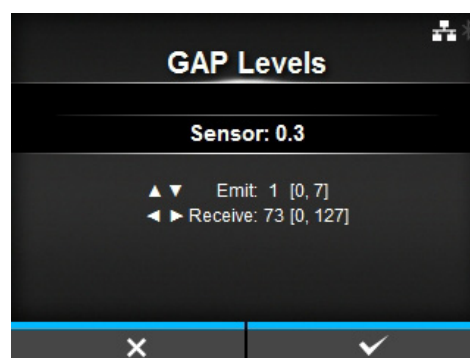 GAP Levels
Sensor: 0.3
▲ ▼ Emit: 1 [0, 7]
◄ ► Receive: 73 [0, 127]